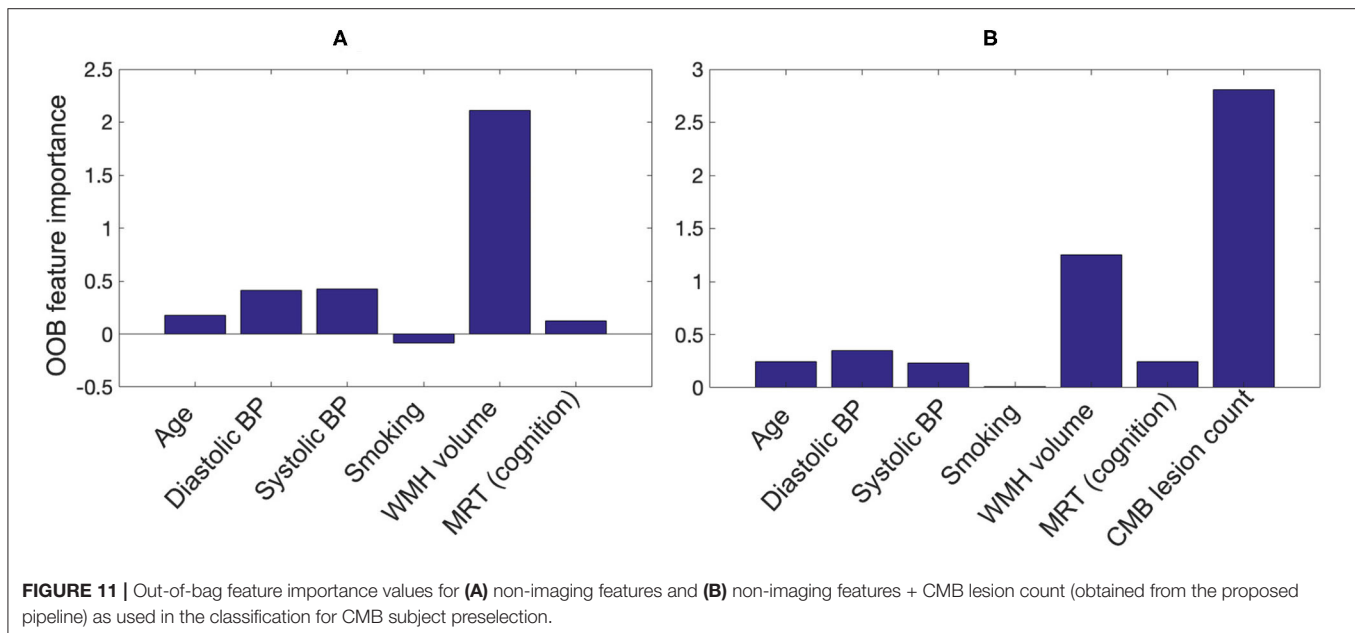 A
B
2.5
2
1.5
1
0.5
0
-0.5
OOB feature importance
Age
Diastolic BP
Systolic BP
Smoking
WMH volume
MRT (cognition)
3
2.5
2
1.5
1
0.5
0
Age
Diastolic BP
Systolic BP
Smoking
WMH volume
MRT (cognition)
CMB lesion count
FIGURE 11 | Out-of-bag feature importance values for (A) non-imaging features and (B) non-imaging features + CMB lesion count (obtained from the proposed
pipeline) as used in the classification for CMB subject preselection.